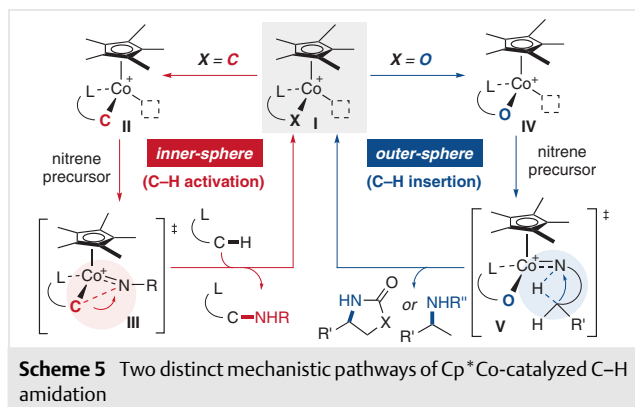 X = C
X = O
Co
+
L
C
II
Co
+
L
X
I
Co
+
L
O
IV
nitrene
precursor
inner-sphere
(C–H activation)
outer-sphere
(C–H insertion)
nitrene
precursor
‡
L
Co
+
N–R
C
III
L
C–H
L
C–NHR
HN
O
X
R'
or
NHR"
R'
‡
L
Co
+
N
O
H
H
R'
V
Scheme 5 Two distinct mechanistic pathways of Cp*Co-catalyzed C–H
amidation